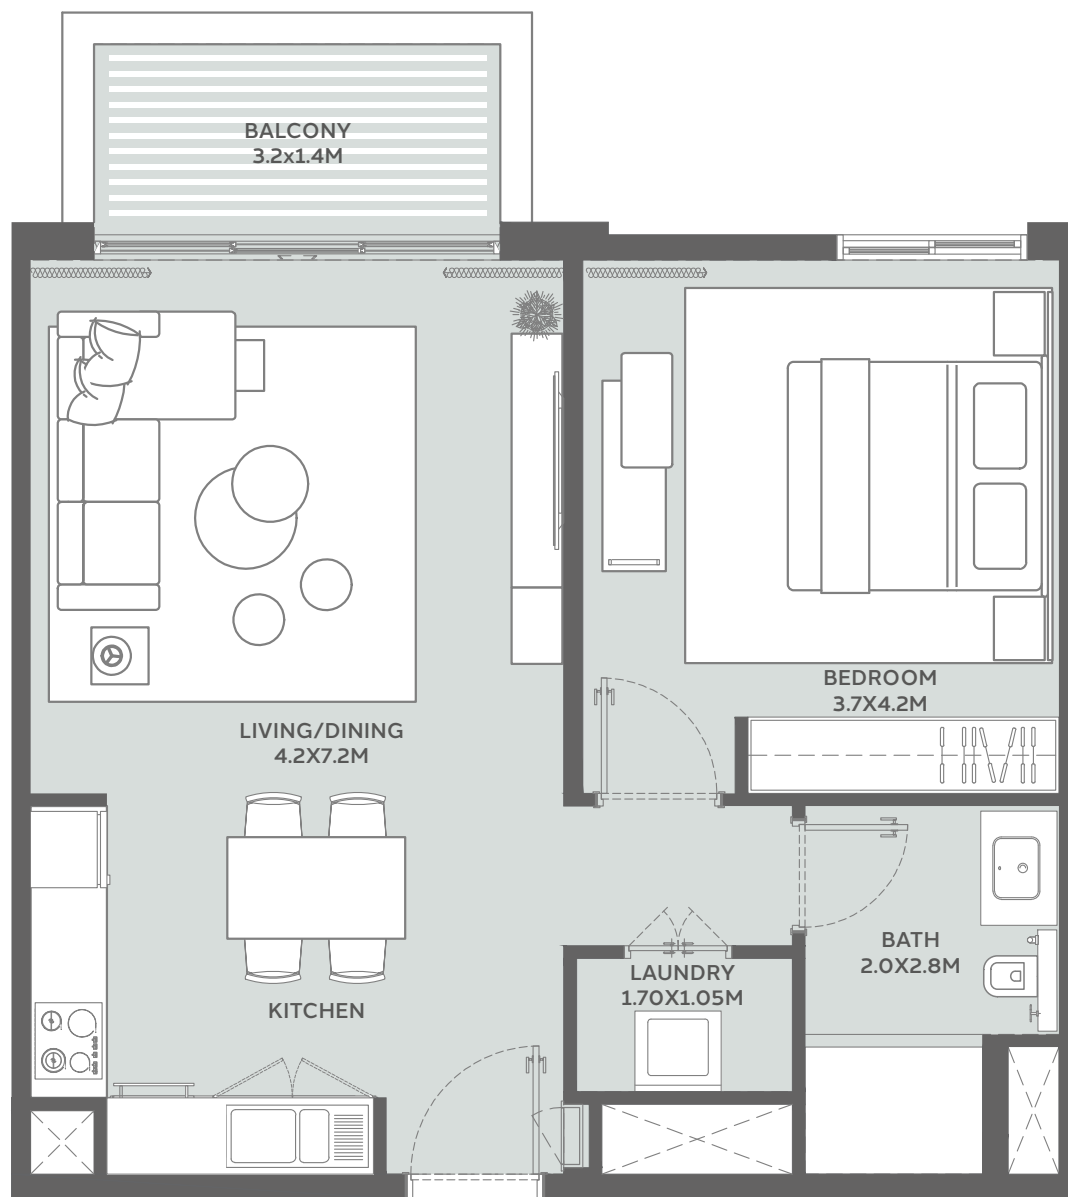 BALCONY
3.2x1.4M
BEDROOM
3.7X4.2M
LIVING/DINING
4.2X7.2M
BATH
2.0X2.8M
LAUNDRY
1.70X1.05M
KITCHEN